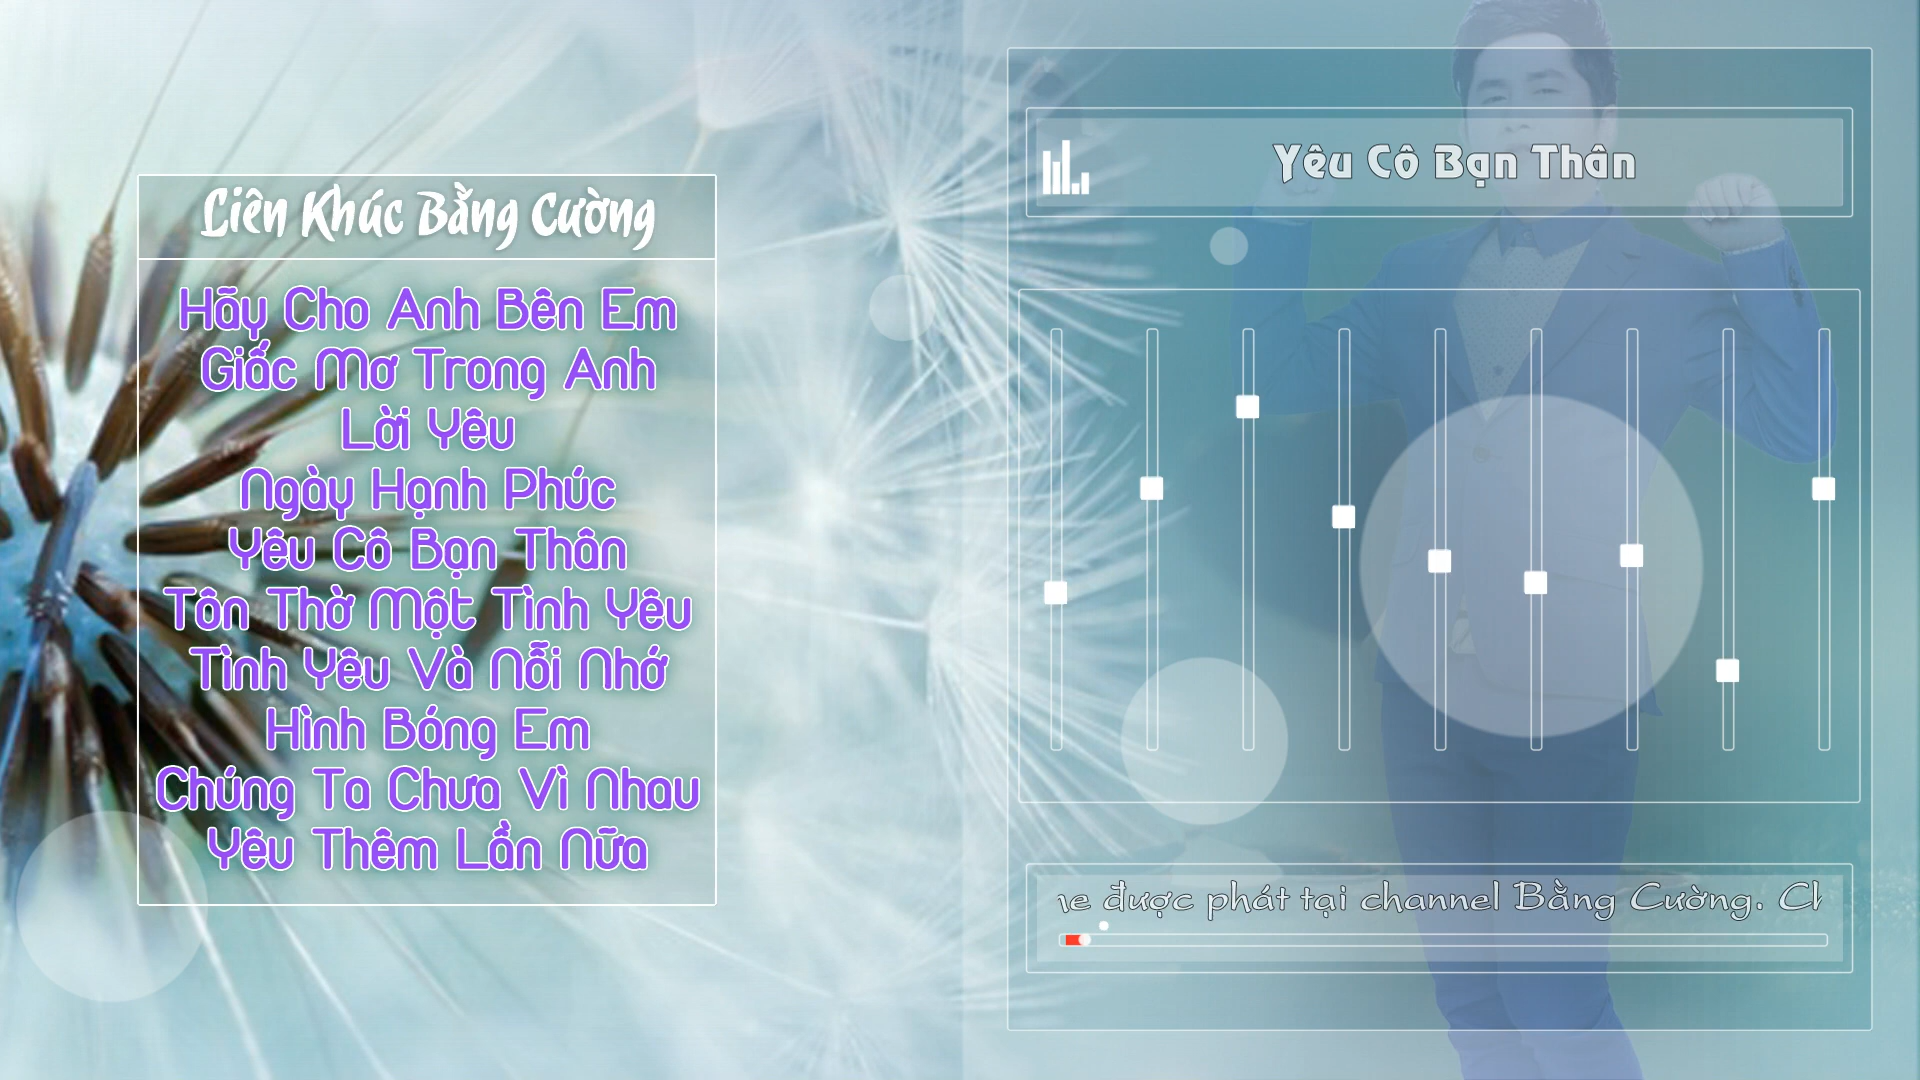 Liên Khúc Bằng Cường
Hãy Cho Anh Bên Em
Giấc Mơ Trong Anh
Lời Yêu
Ngày Hạnh Phúc
Yêu Cô Bạn Thân
Tôn Thờ Một Tình Yêu
Tình Yêu Và Nỗi Nhớ
Hình Bóng Em
Chúng Ta Chưa Vì Nhau
Yêu Thêm Lần Nữa
Yêu Cô Bạn Thân
được phát tại channel Bằng Cường.